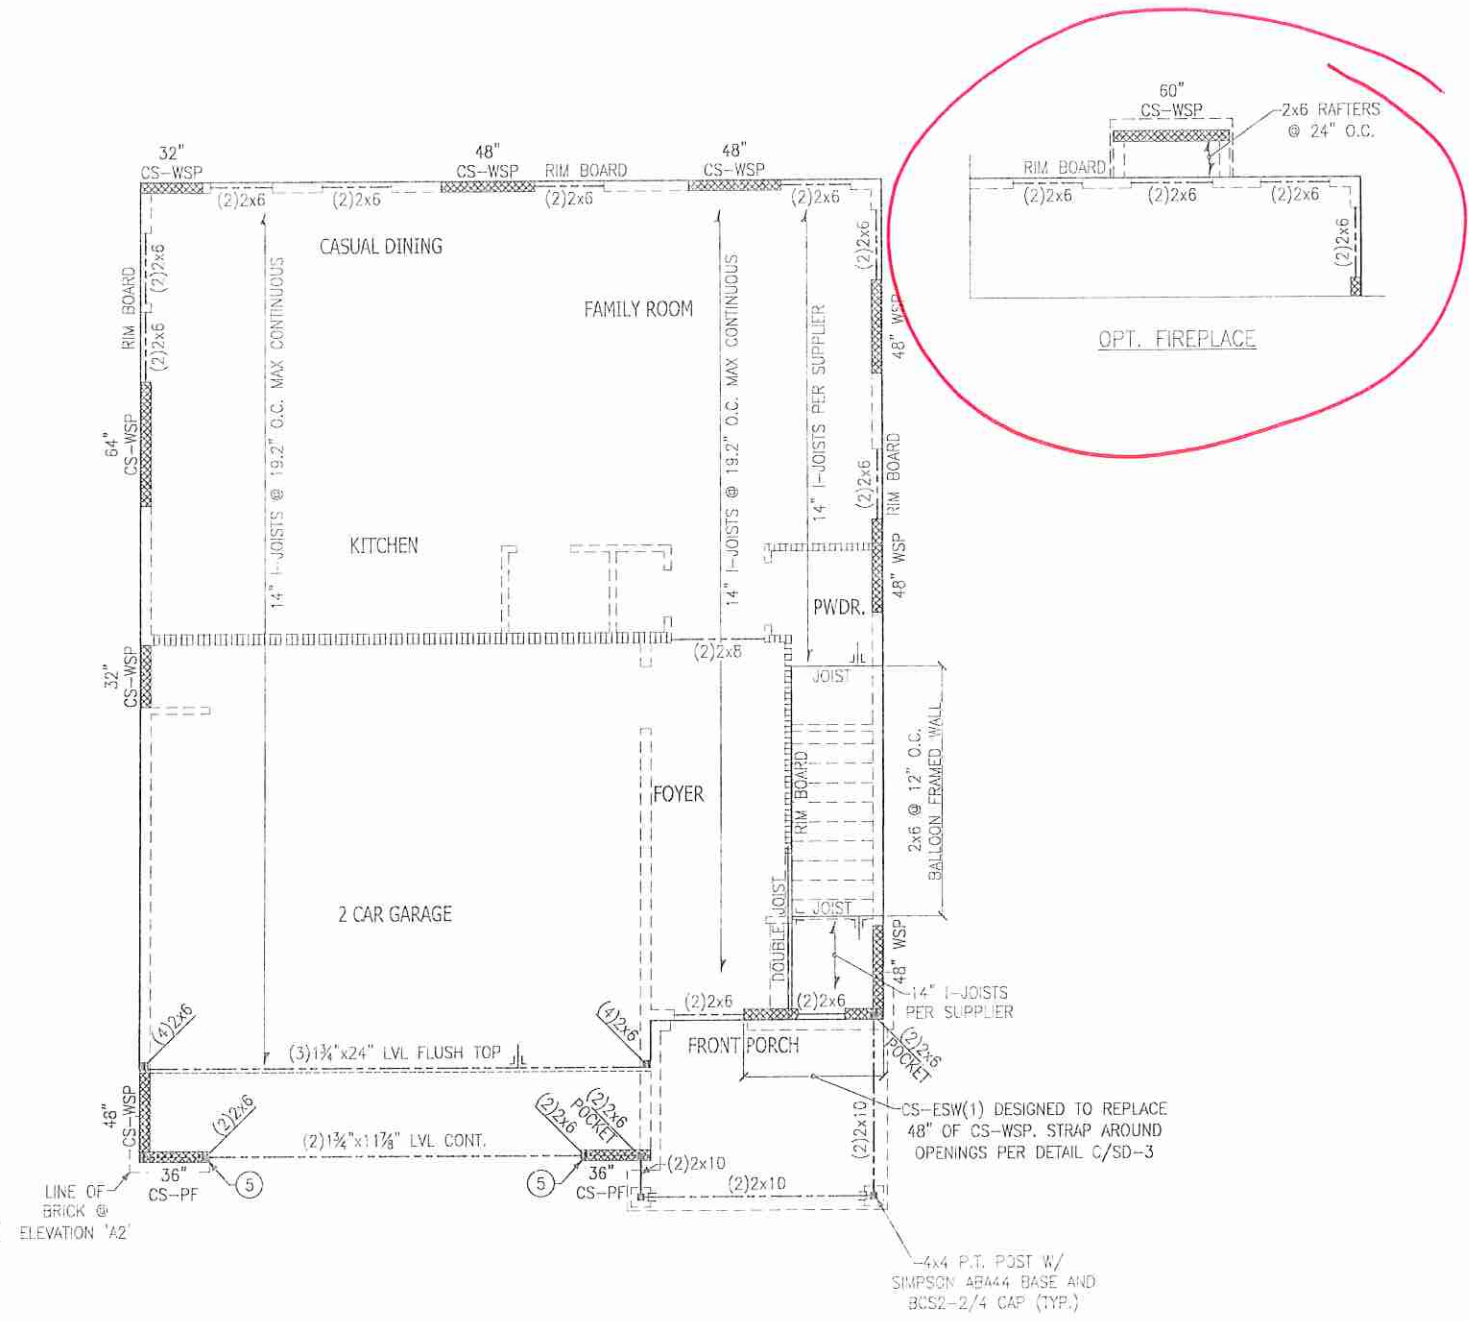 60"
CS-WSP
2x6 RAFTERS
@ 24" O.C.
RIM BOARD
(2)2x6
(2)2x6
(2)2x6
(2)2x6
OPT. FIREPLACE
32"
CS-WSP
48"
CS-WSP
RIM BOARD
48"
CS-WSP
(2)2x6
(2)2x6
(2)2x6
(2)2x6
CASUAL DINING
FAMILY ROOM
(2)2x6
RIM BOARD
(2)2x6
(2)2x6
14" I-JOISTS @ 19.2" O.C. MAX CONTINUOUS
14" I-JOISTS @ 19.2" O.C. MAX CONTINUOUS
14" I-JOISTS PER SUPPLIER
48" WSP
64"
CS-WSP
(2)2x6
RIM BOARD
KITCHEN
48" WSP
PWDR.
32"
CS-WSP
(2)2x8
JOIST
FOYER
RIM BOARD
2x6 @ 12" O.C.
BALLOON FRAMED WALL
2 CAR GARAGE
DOUBLE JOIST
JOIST
48" WSP
14" I-JOISTS
PER SUPPLIER
(4)2x6
(4)2x6
(2)2x6
(2)2x6
(3)1¾"x24" LVL FLUSH TOP
FRONT PORCH
(2)2x6
POCKET
48"
CS-WSP
(2)2x6
(2)2x6
(2)2x6
POCKET
(2)1¾"x11⅞" LVL CONT.
(2)2x10
CS-ESW(1) DESIGNED TO REPLACE
48" OF CS-WSP. STRAP AROUND
OPENINGS PER DETAIL C/SD-3
36"
CS-PF
5
5
36"
CS-PF
(2)2x10
(2)2x10
LINE OF
BRICK @
ELEVATION 'A2'
4x4 P.T. POST W/
SIMPSON ABA44 BASE AND
BCS2-2/4 CAP (TYP.)